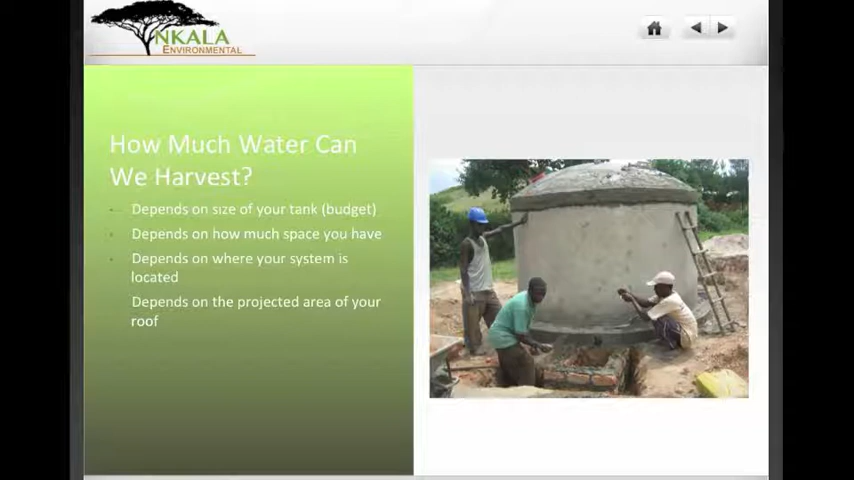 NKALA
ENVIRONMENTAL
How Much Water Can
We Harvest?
Depends on size of your tank (budget)
Depends on how much space you have
Depends on where your system is
located
Depends on the projected area of your
roof